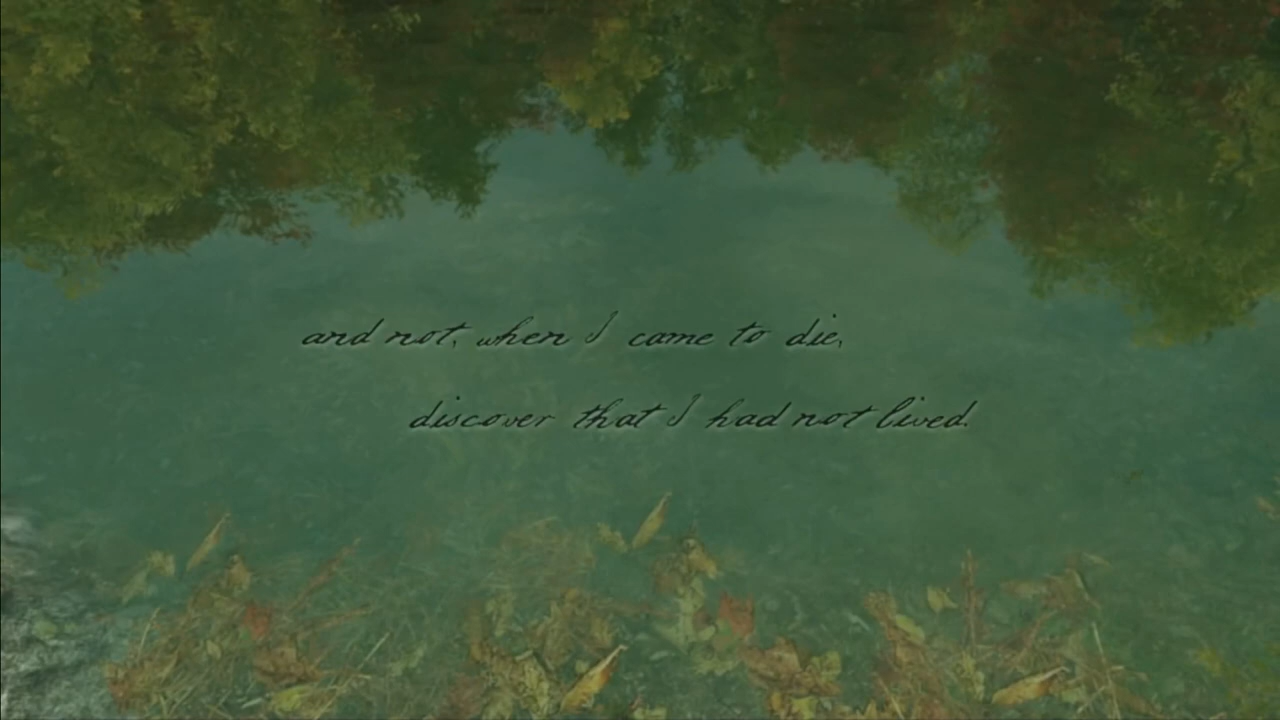 and not, when I came to die,
discover that I had not lived.